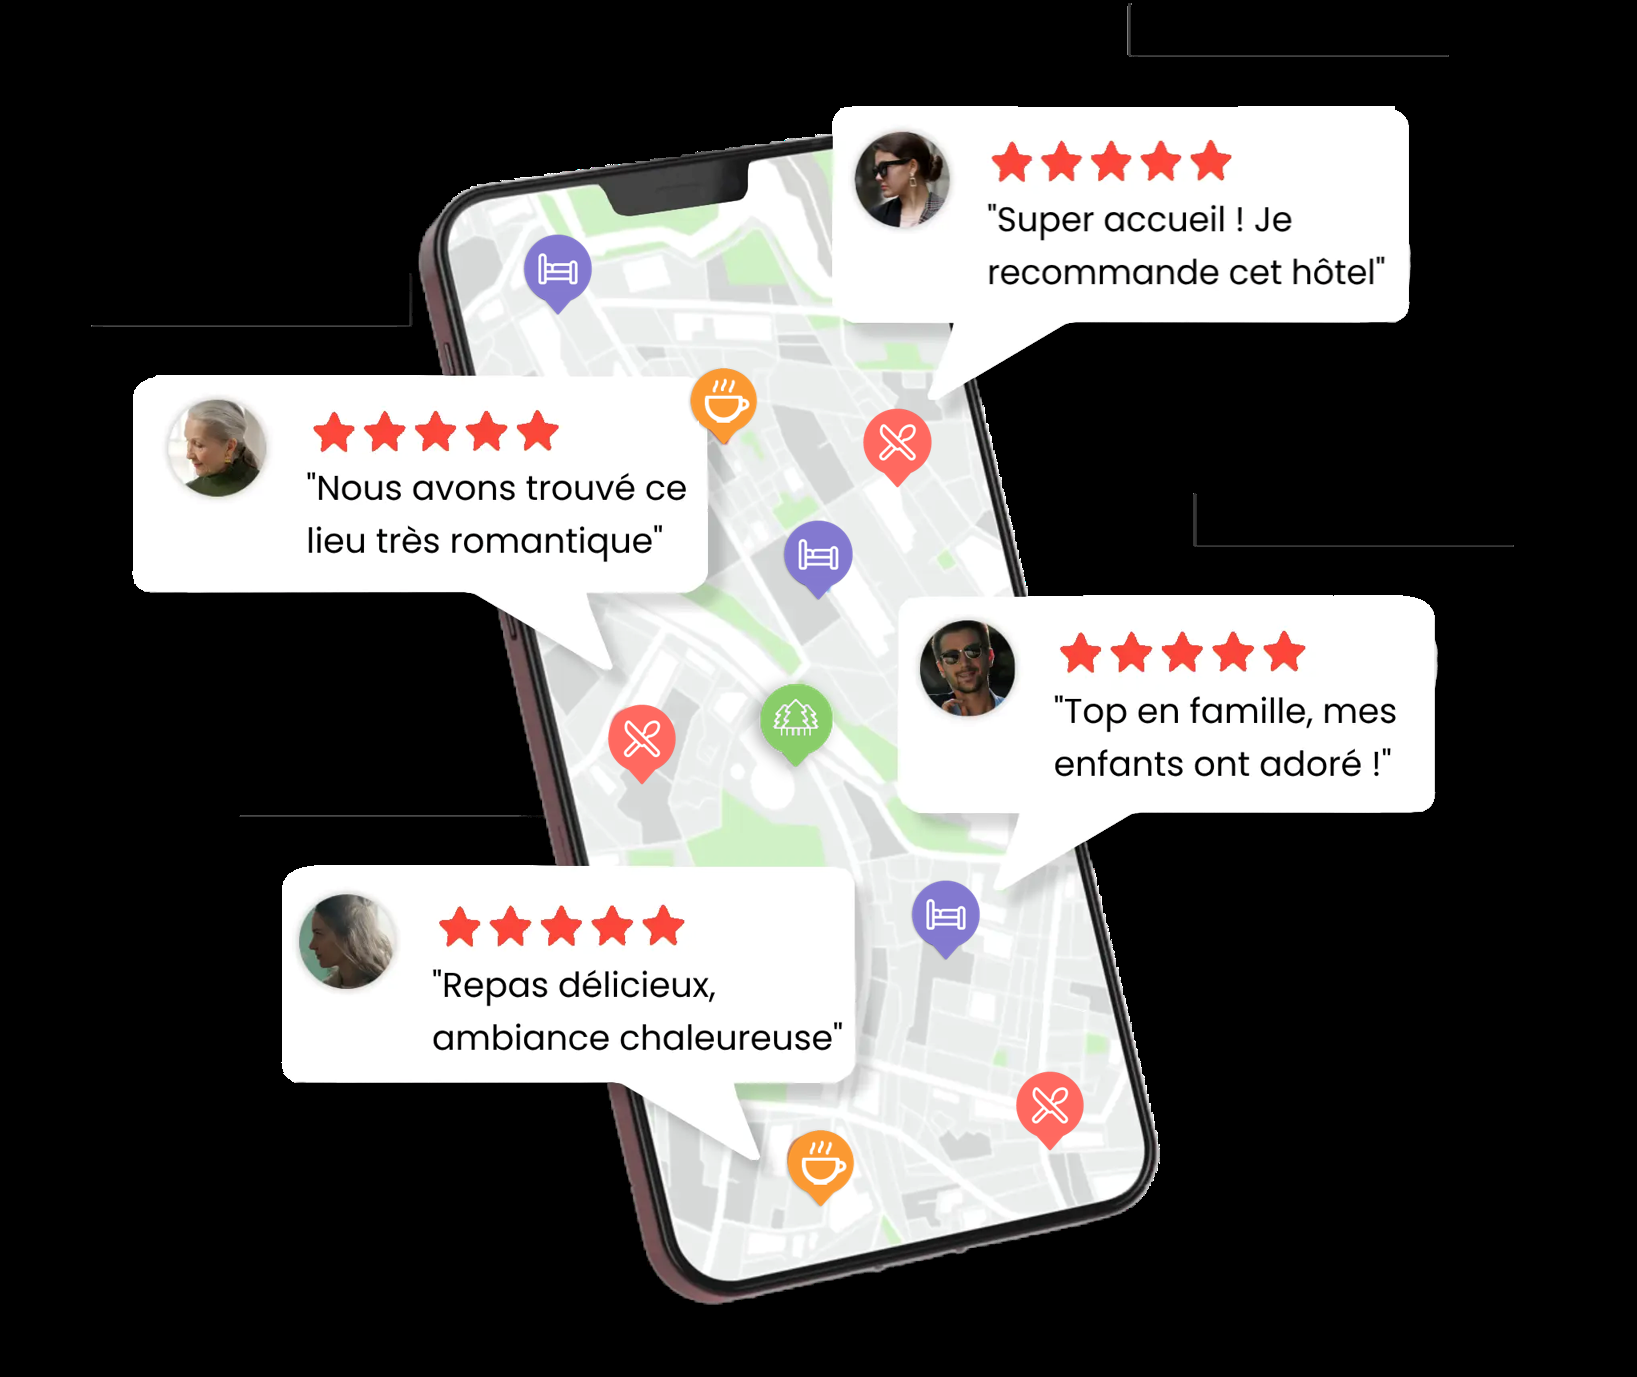 "Super accueil ! Je
recommande cet hôtel"
"Nous avons trouvé ce
lieu très romantique"
"Top en famille, mes
enfants ont adoré !"
"Repas délicieux,
ambiance chaleureuse"